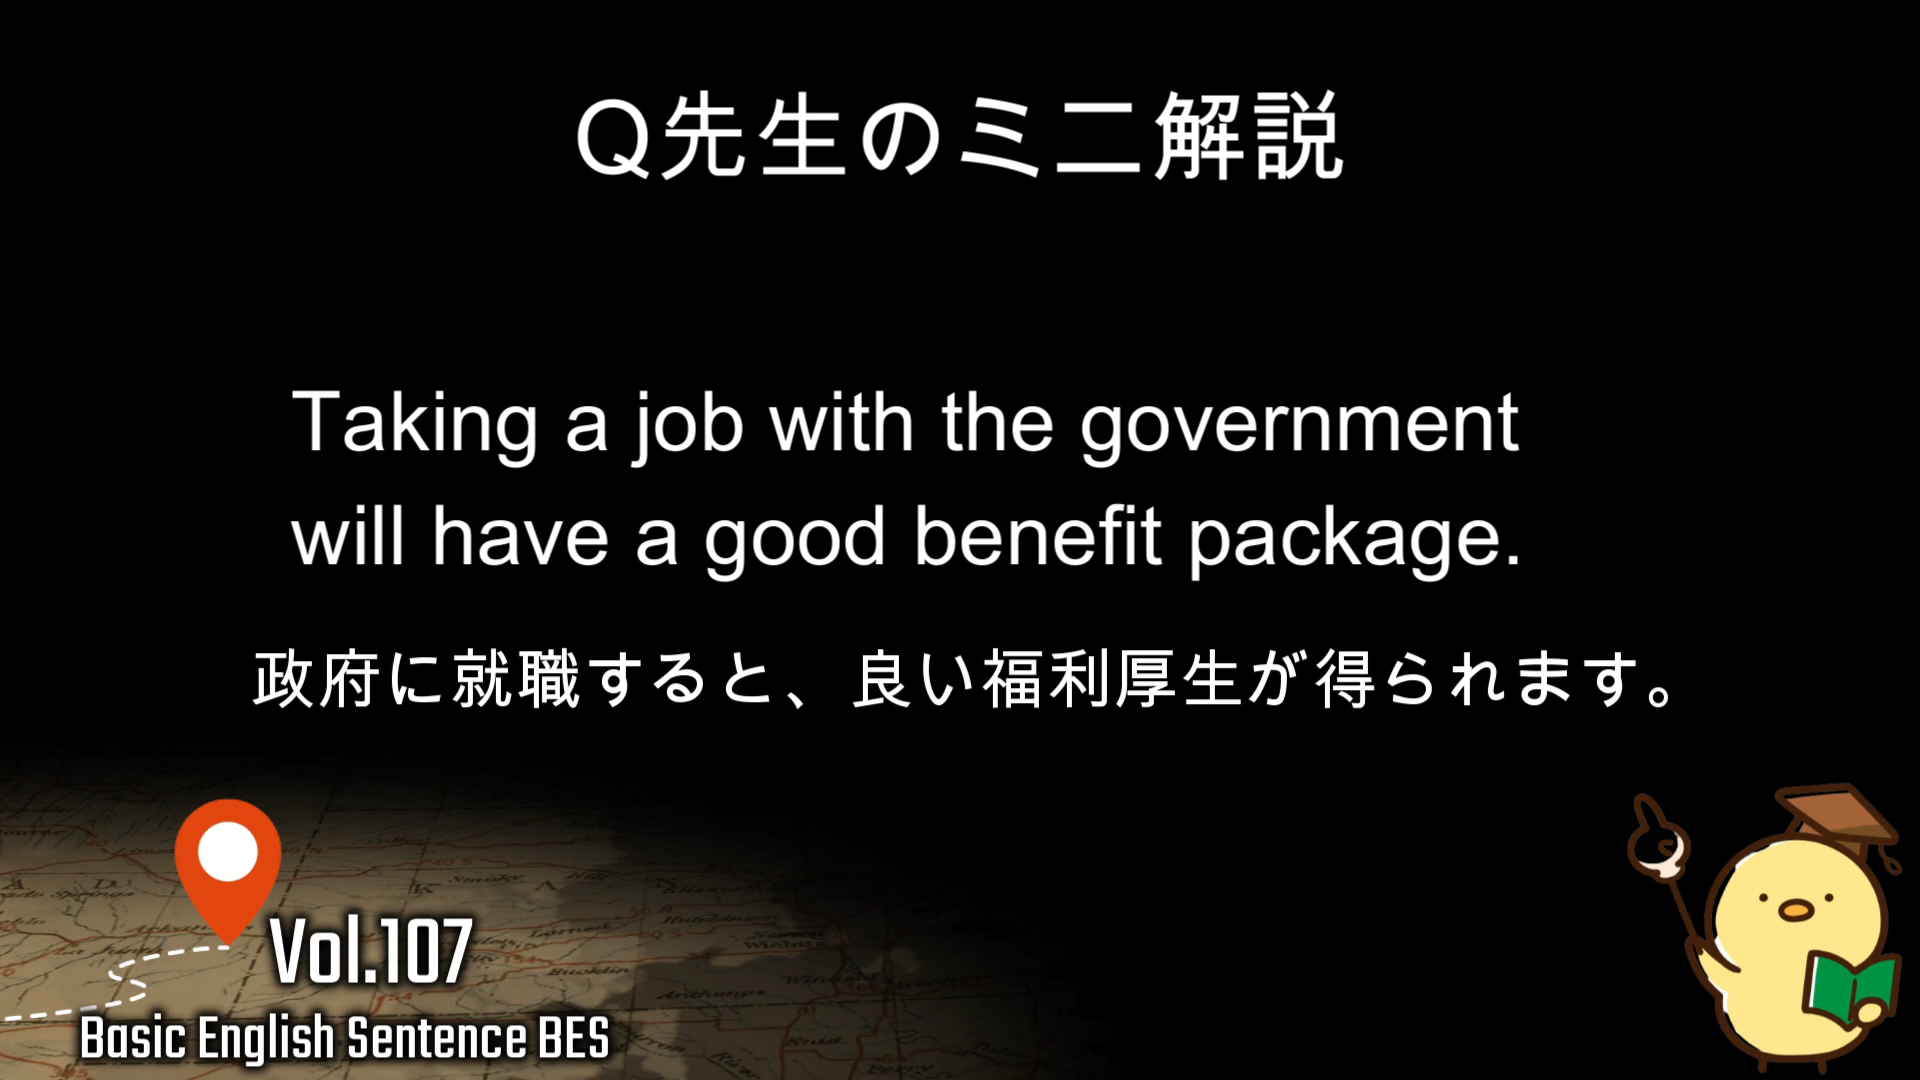 Q先生のミニ解説
Taking a job with the government
will have a good benefit package.
政府に就職すると、良い福利厚生が得られます。
Vol.107
Basic English Sentence BES